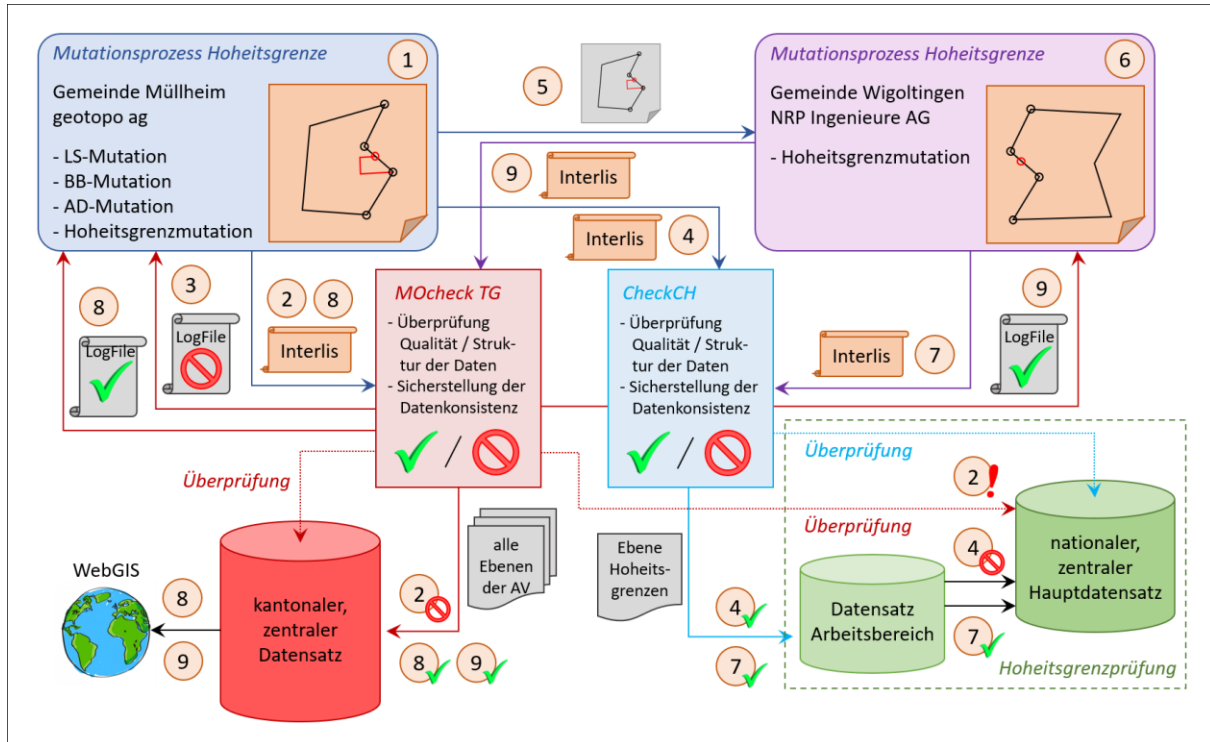 Mutationsprozess Hoheitsgrenze
1
Gemeinde Müllheim
geotopo ag
- LS-Mutation
- BB-Mutation
- AD-Mutation
- Hoheitsgrenzmutation
5
Mutationsprozess Hoheitsgrenze
6
Gemeinde Wigoltingen
NRP Ingenieure AG
- Hoheitsgrenzmutation
9
Interlis
Interlis
4
8
LogFile
3
LogFile
2
8
Interlis
MOcheck TG
- Überprüfung
Qualität / Struk-
tur der Daten
- Sicherstellung der
Datenkonsistenz
/
CheckCH
- Überprüfung
Qualität / Struk-
tur der Daten
- Sicherstellung der
Datenkonsistenz
/
Interlis
7
9
LogFile
Überprüfung
Überprüfung
2!
Überprüfung
WebGIS
8
9
kantonaler,
zentraler
Datensatz
alle
Ebenen
der AV
2
8
9
Ebene
Hoheits-
grenzen
4
7
Datensatz
Arbeitsbereich
4
7
nationaler,
zentraler
Hauptdatensatz
Hoheitsgrenzprüfung